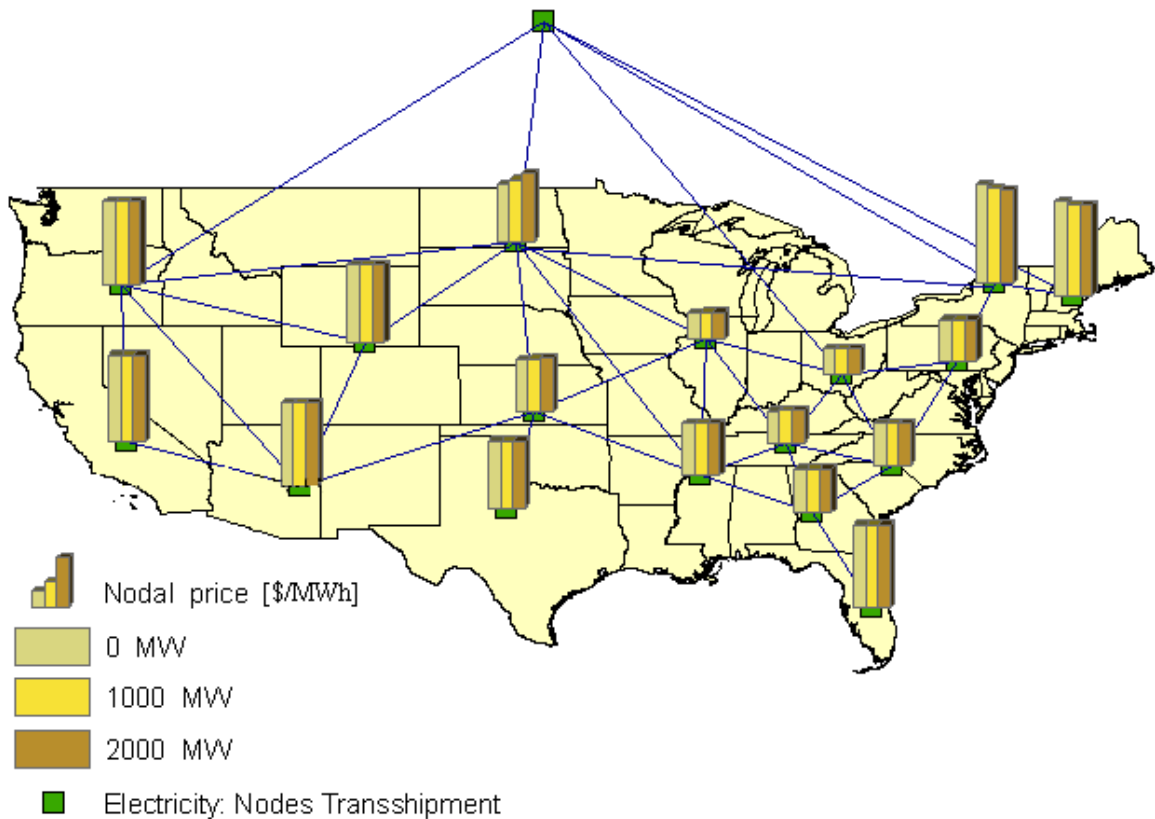 Nodal price [$/MWh]
0 MW
1000 MW
2000 MW
Electricity: Nodes Transshipment